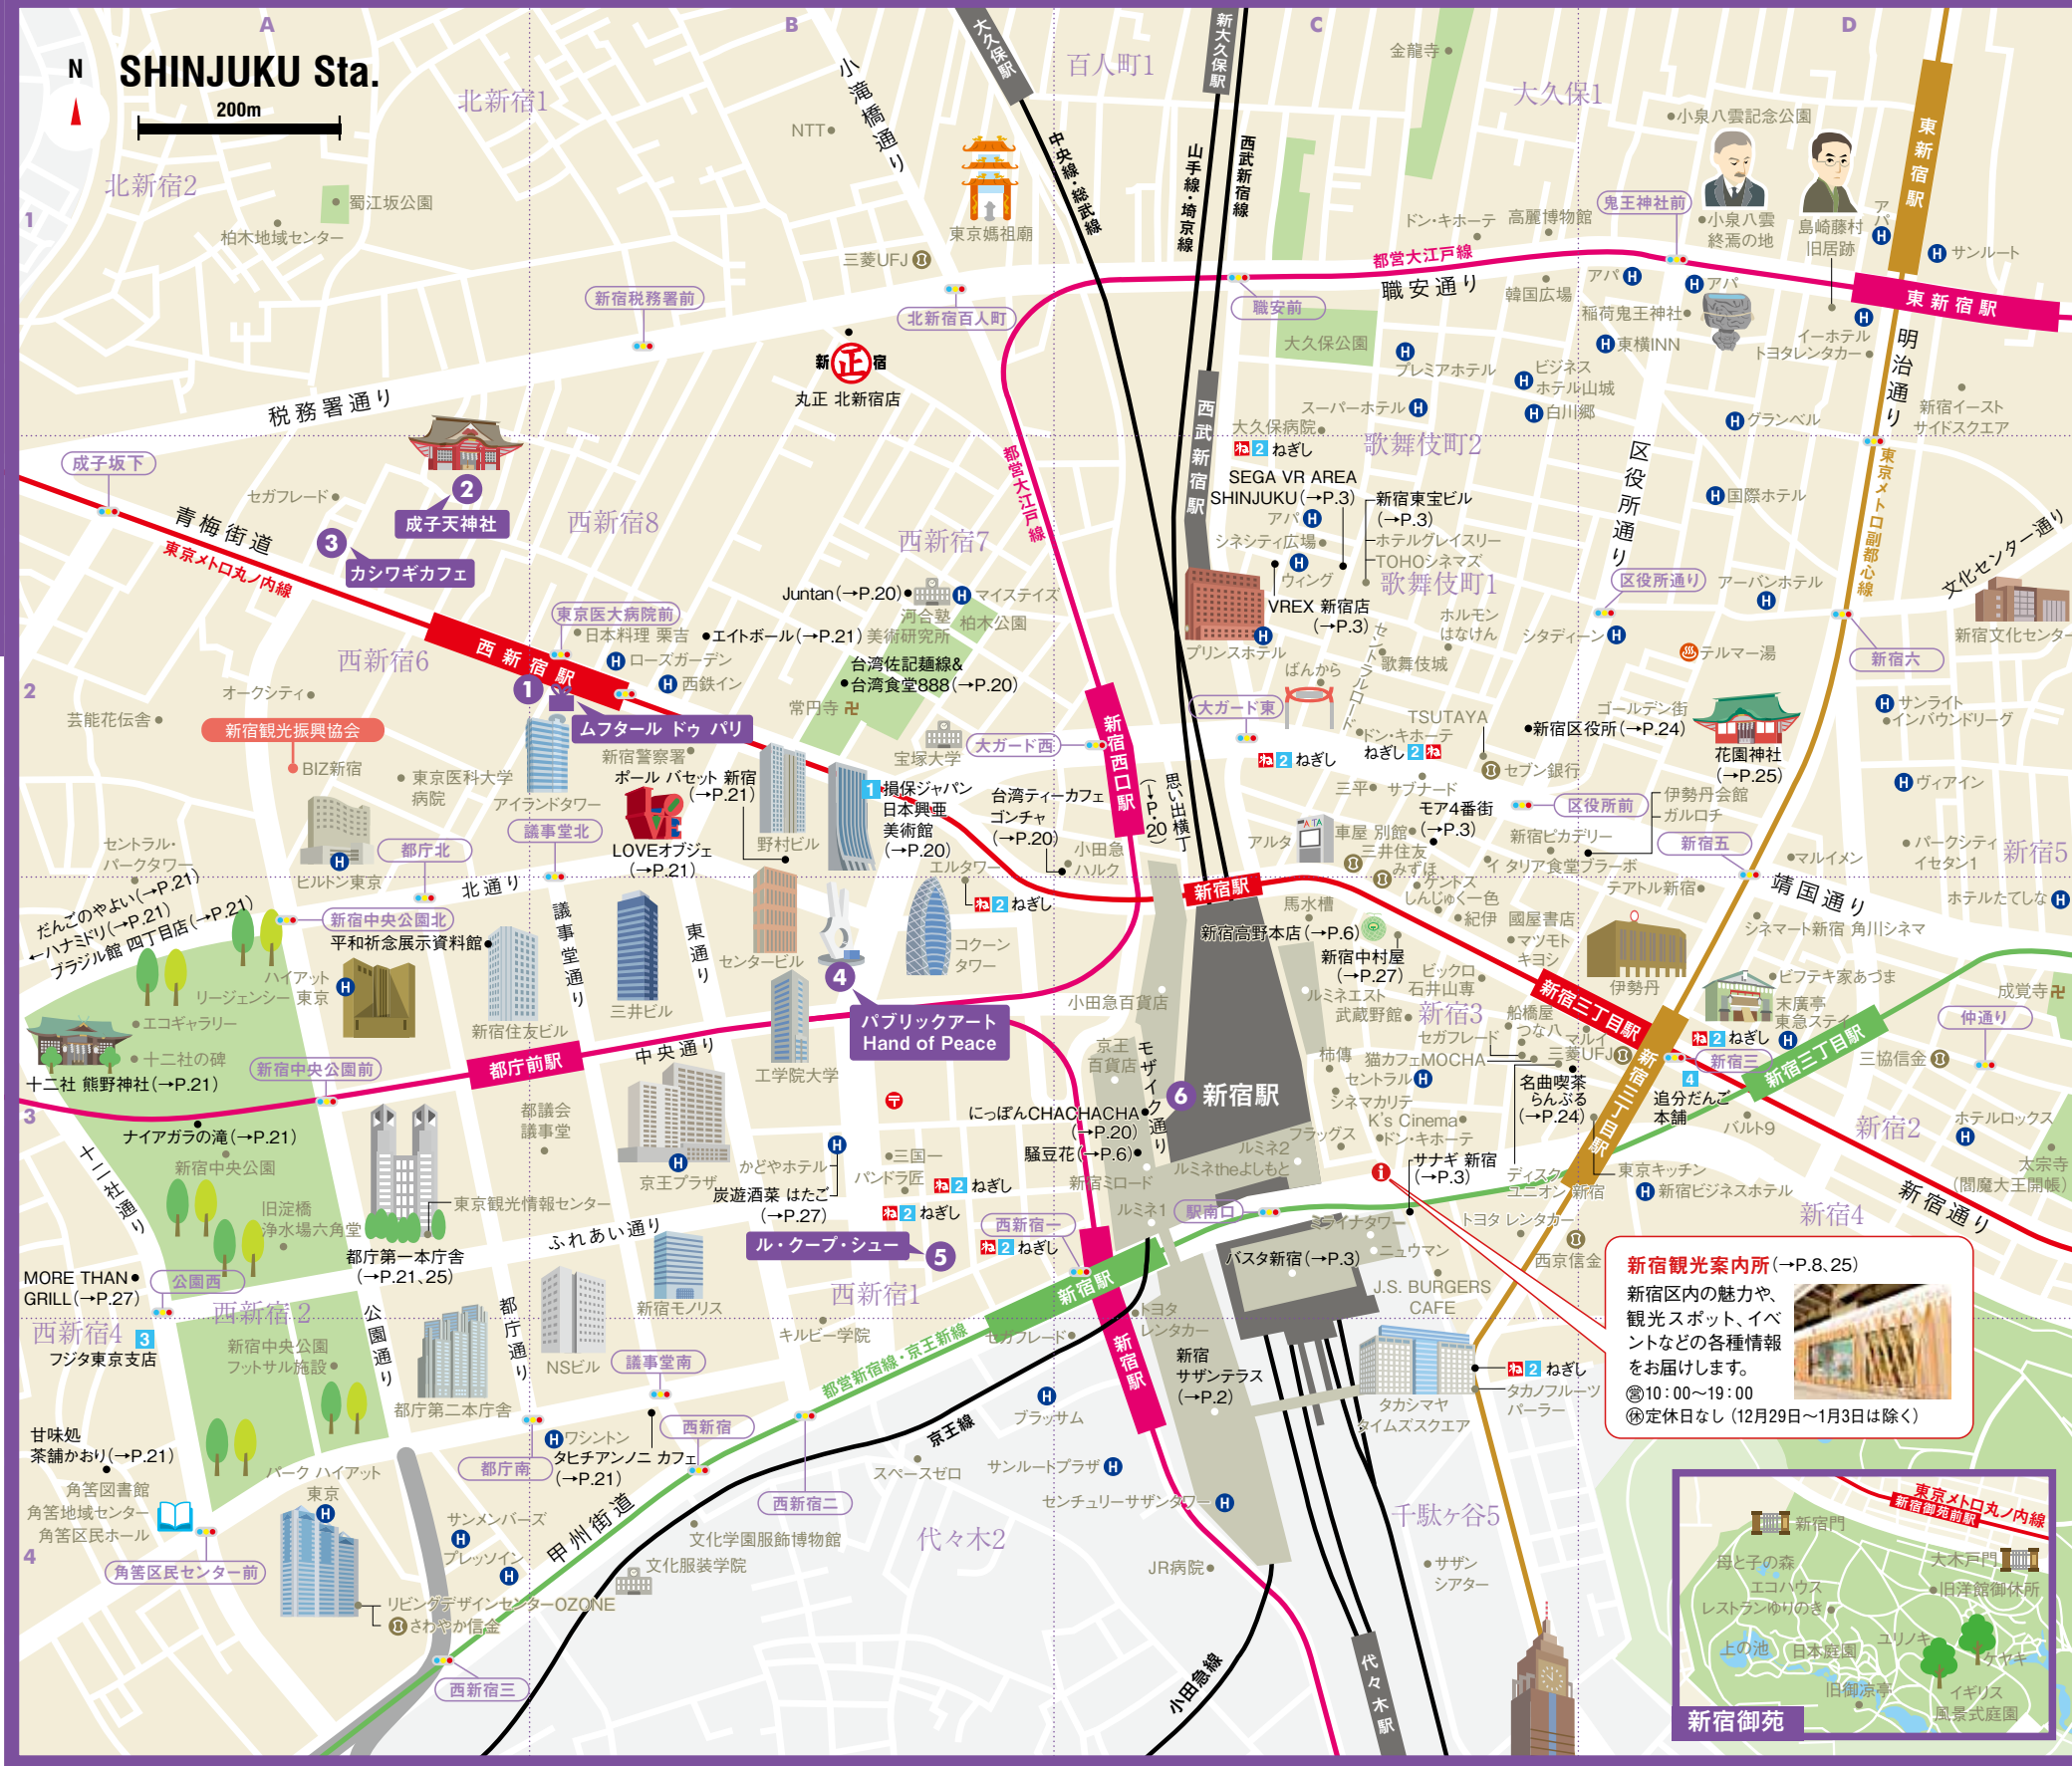 A
B
C
D
N
SHINJUKU Sta.
200m
1
2
3
4
北新宿1
北新宿2
小滝橋通り
大久保駅
百人町1
新大久保駅
金龍寺
大久保1
NTT
中央線・総武線
山手線・埼京線
西武新宿線
小泉八雲記念公園
東新宿駅
蜀江坂公園
柏木地域センター
東京媽祖廟
三菱UFJ
ドン・キホーテ
高麗博物館
鬼王神社前
小泉八雲
終焉の地
島崎藤村
旧居跡
アパ
サンルート
新宿税務署前
北新宿百人町
都営大江戸線
職安通り
職安前
韓国広場
アパ
アパ
稲荷鬼王神社
東新宿駅
新 正 宿
丸正 北新宿店
大久保公園
プレミアホテル
東横INN
ビジネス
ホテル山城
イーホテル
トヨタレンタカー
明治通り
税務署通り
スーパーホテル
白川郷
グランベル
新宿イースト
サイドスクエア
大久保病院
ね 2 ねぎし
歌舞伎町2
西武新宿駅
区役所通り
成子坂下
セガフレード
2
成子天神社
青梅街道
東京メトロ丸ノ内線
3
カシワギカフェ
西新宿8
西新宿7
都営大江戸線
SEGA VR AREA
SHINJUKU(→P.3)
新宿東宝ビル
(→P.3)
アパ
シネシティ広場
ホテルグレイスリー
TOHOシネマズ
ウィング
歌舞伎町1
国際ホテル
東京メトロ副都心線
文化センター通り
区役所通り
アーバンホテル
VREX 新宿店
(→P.3)
プリンスホテル
ホルモン
はなけん
シタディーン
テルマー湯
新宿六
新宿文化センター
東京医大病院前
Juntan(→P.20)
マイステイズ
河合塾
美術研究所
柏木公園
日本料理 栗吉
エイトボール(→P.21)
ローズガーデン
西鉄イン
台湾佐記麺線&
台湾食堂888(→P.20)
常円寺
西新宿6
西新宿駅
1
ムフタール ドゥ パリ
オークシティ
芸能花伝舎
新宿観光振興協会
BIZ新宿
東京医科大学
病院
アイランドタワー
新宿警察署
ポール バセット 新宿
(→P.21)
LOVEオブジェ
(→P.21)
野村ビル
宝塚大学
大ガード西
新宿西口駅
思い出横丁
(→P.20)
大ガード東
ばんから
歌舞伎城
セントラルロード
ドン・キホーテ
TSUTAYA
ゴールデン街
新宿区役所(→P.24)
花園神社
(→P.25)
サンライト
インバウンドリーグ
ヴィアイン
ね 2 ねぎし
ねぎし 2 ね
セブン銀行
三平
サブナード
モア4番街
(→P.3)
区役所前
伊勢丹会館
ガルロチ
新宿ピカデリー
新宿五
アルタ
車屋 別館
三井住友
みずほ
イタリア食堂ブラーボ
マルイメン
パークシティ
イセタン1
新宿5
1
損保ジャパン
日本興亜
美術館
(→P.20)
台湾ティーカフェ
ゴンチャ
(→P.20)
小田急
ハルク
エルタワー
ね 2 ねぎし
セントラル・
パークタワー
ヒルトン東京
都庁北
議事堂北
北通り
だんごのやよい(→P.21)
←ハナミドリ(→P.21)
ブラジル館 四丁目店(→P.21)
新宿中央公園北
平和祈念展示資料館
議事堂通り
東通り
センタービル
4
コクーン
タワー
新宿駅
馬水槽
新宿高野本店(→P.6)
新宿中村屋
(→P.27)
ケントス
しんじゅく一色
紀伊國屋書店
マツモト
キヨシ
テアトル新宿
伊勢丹
靖国通り
シネマート新宿 角川シネマ
ホテルたてしな
ハイアット
リージェンシー 東京
新宿住友ビル
三井ビル
小田急百貨店
ルミネエスト
武蔵野館
ビックロ
石井山専
新宿3
新宿三丁目駅
ビフテキ家あづま
末廣亭
東急ステイ
新宿三丁目駅
成覚寺
仲通り
エコギャラリー
十二社の碑
十二社 熊野神社(→P.21)
新宿中央公園前
都庁前駅
中央通り
工学院大学
パブリックアート
Hand of Peace
京王
百貨店
モザイク通り
6 新宿駅
船橋屋
つな八
セガフレード
マルイ
三菱UFJ
ね 2 ねぎし
新宿三
三協信金
柿傳
猫カフェMOCHA
セントラル
シネマカリテ
K's Cinema
名曲喫茶
らんぶる
(→P.24)
新宿三丁目駅
4
追分だんご
本舗
バルト9
ナイアガラの滝(→P.21)
新宿中央公園
十二社通り
都議会
議事堂
京王プラザ
かどやホテル
三国一
パンドラ匠
にっぽんCHACHACHA
(→P.20)
騒豆花(→P.6)
新宿ミロード
ルミネ1
ルミネ2
ルミネtheよしもと
フラッグス
ドン・キホーテ
サナギ 新宿
(→P.3)
ディスク
ユニオン 新宿
東京キッチン
新宿ビジネスホテル
新宿2
ホテルロックス
太宗寺
(閻魔大王開帳)
新宿通り
新宿4
旧淀橋
浄水場六角堂
東京観光情報センター
都庁第一本庁舎
(→P.21、25)
ふれあい通り
炭遊酒菜 はたご
(→P.27)
ね 2 ねぎし
ね 2 ねぎし
西新宿一
ね 2 ねぎし
駅南口
ミライナタワー
トヨタ レンタカー
ル・クープ・シュー
5
新宿駅
バスタ新宿(→P.3)
ニュウマン
西京信金
J.S. BURGERS
CAFE
MORE THAN
GRILL(→P.27)
公園西
西新宿2
西新宿4
3
フジタ東京支店
新宿中央公園
フットサル施設
公園通り
都庁通り
NSビル
新宿モノリス
西新宿1
キルビー学院
都営新宿線・京王新線
セガフレード
トヨタ
レンタカー
新宿駅
新宿
サザンテラス
(→P.2)
タカシマヤ
タイムズスクエア
ね 2 ねぎし
タカノフルーツ
パーラー
新宿観光案内所(→P.8、25)
新宿区内の魅力や、
観光スポット、イベ
ントなどの各種情報
をお届けします。
営10:00〜19:00
休定休日なし (12月29日〜1月3日は除く)
議事堂南
都庁第二本庁舎
甘味処
茶舗かおり(→P.21)
角筈図書館
角筈地域センター
角筈区民ホール
角筈区民センター前
パーク ハイアット
東京
都庁南
ワシントン
タヒチアンノニ カフェ
(→P.21)
西新宿
西新宿二
京王線
スペースゼロ
ブラッサム
サンルートプラザ
センチュリーサザンタワー
サンメンバーズ
プレッソイン
甲州街道
文化学園服飾博物館
文化服装学院
代々木2
JR病院
千駄ヶ谷5
サザン
シアター
リビングデザインセンターOZONE
さわやか信金
西新宿三
小田急線
代々木駅
東京メトロ丸ノ内線
新宿御苑前駅
新宿門
母と子の森
大木戸門
エコハウス
旧洋館御休所
レストランゆりのき
上の池
日本庭園
ユリノキ
ケヤキ
旧御凉亭
イギリス
風景式庭園
新宿御苑